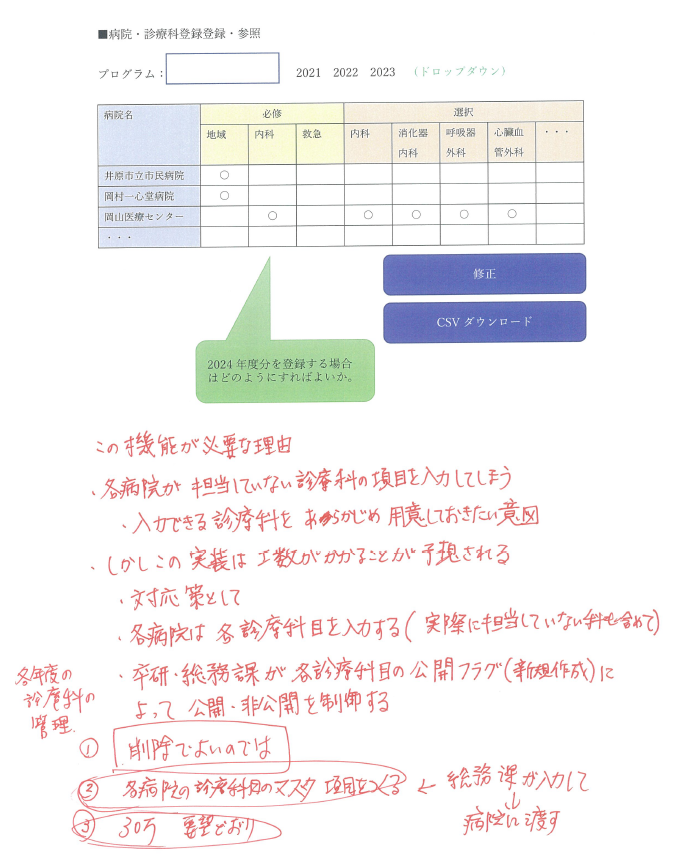 ■病院・診療科登録登録・参照
プログラム：
2021 2022 2023 （ドロップダウン）
病院名 必修 選択
地域 内科 救急 内科 消化器内科 呼吸器外科 心臓血管外科 ・・・
井原市立市民病院 ○
岡村一心堂病院 ○
岡山医療センター ○ ○ ○ ○ ○
・・・
修正
CSV ダウンロード
2024 年度分を登録する場合
はどのようにすればよいか。
この機能が必要な理由
・各病院が担当していない診療科の項目を入力してしまう
・入力できる診療科をあらかじめ用意しておきたい意図
・しかしこの実装は工数がかかることが予想される
・対応策として
・各病院は各診療科目を入力する(実際に担当していない科も含めて)
・卒研・総務課が各診療科目の公開フラグ(新規作成)に
よって公開・非公開を制御する
各年度の
診療科の
管理.
① 削除でよいのでは
② 各病院の診療科目のマスタ項目をつくる ← 総務課が入力して
↓
病院に渡す
③ 30万 要望どおり